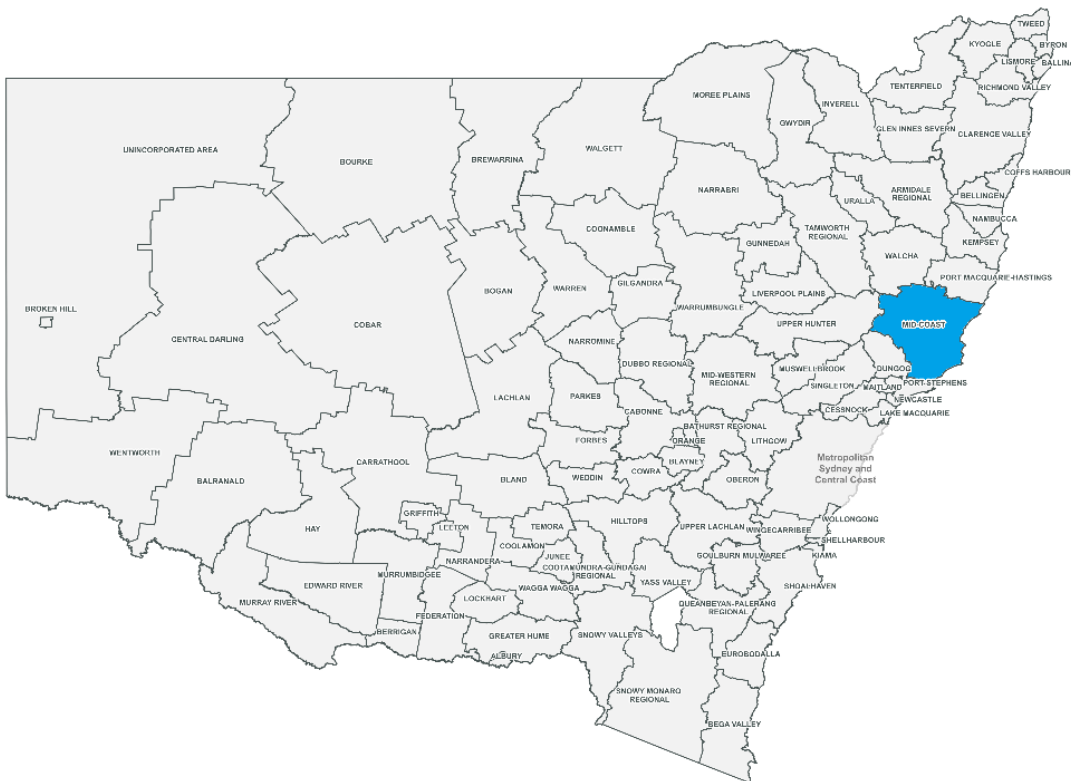 TWEED
KYOGLE
BYRON
LISMORE
BALLINA
TENTERFIELD
RICHMOND VALLEY
MOREE PLAINS
INVERELL
GWYDIR
GLEN INNES SEVERN
CLARENCE VALLEY
UNINCORPORATED AREA
BOURKE
BREWARRINA
WALGETT
COFFS HARBOUR
NARRABRI
ARMIDALE
REGIONAL
BELLINGEN
URALLA
NAMBUCCA
COONAMBLE
TAMWORTH
REGIONAL
GUNNEDAH
KEMPSEY
WALCHA
PORT MACQUARIE-HASTINGS
BOGAN
WARREN
GILGANDRA
LIVERPOOL PLAINS
BROKEN HILL
WARRUMBUNGLE
COBAR
UPPER HUNTER
MID-COAST
CENTRAL DARLING
NARROMINE
DUBBO REGIONAL
MUSWELLBROOK
DUNGOG
MID-WESTERN
REGIONAL
SINGLETON
MAITLAND
PORT STEPHENS
LACHLAN
PARKES
NEWCASTLE
CABONNE
CESSNOCK
LAKE MACQUARIE
BATHURST REGIONAL
FORBES
ORANGE
LITHGOW
WENTWORTH
CARRATHOOL
BLAYNEY
Metropolitan
Sydney and
Central Coast
BALRANALD
BLAND
WEDDIN
COWRA
OBERON
GRIFFITH
LEETON
TEMORA
HILLTOPS
UPPER LACHLAN
WOLLONGONG
WINGECARRIBEE
HAY
COOLAMON
SHELLHARBOUR
JUNEE
GOULBURN MULWAREE
KIAMA
NARRANDERA
COOTAMUNDRA-GUNDAGAI
REGIONAL
MURRUMBIDGEE
YASS VALLEY
EDWARD RIVER
WAGGA WAGGA
SHOALHAVEN
MURRAY RIVER
LOCKHART
QUEANBEYAN-PALERANG
REGIONAL
FEDERATION
BERRIGAN
GREATER HUME
SNOWY VALLEYS
ALBURY
EUROBODALLA
SNOWY MONARO
REGIONAL
BEGA VALLEY